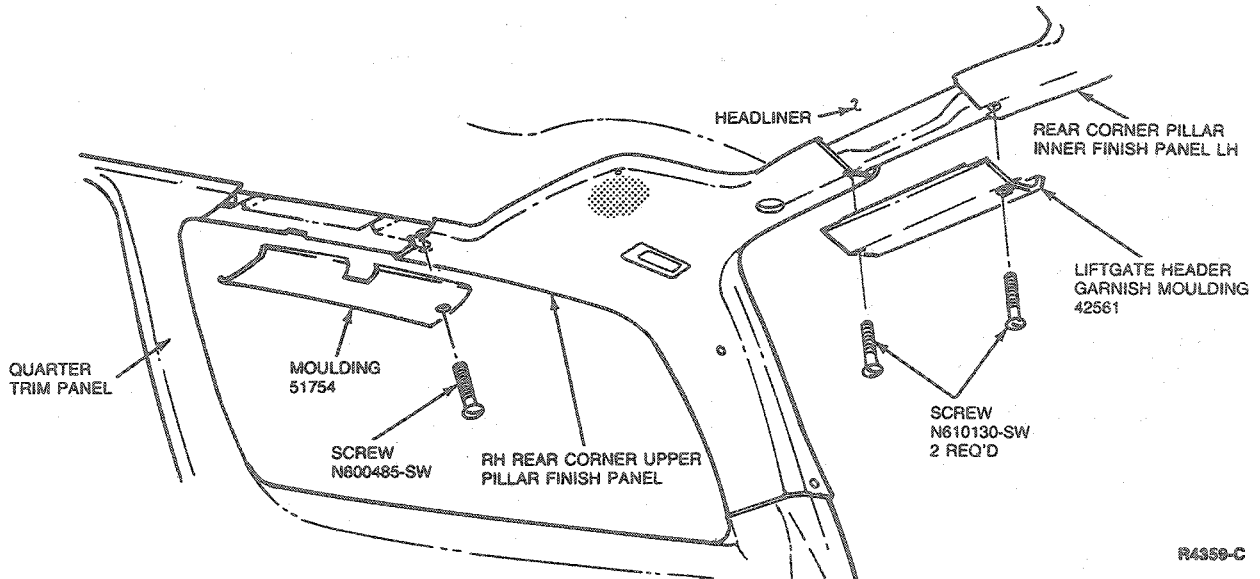 HEADLINER
REAR CORNER PILLAR
INNER FINISH PANEL LH
LIFTGATE HEADER
GARNISH MOULDING
42561
QUARTER
TRIM PANEL
MOULDING
51754
SCREW
N600485-SW
RH REAR CORNER UPPER
PILLAR FINISH PANEL
SCREW
N610130-SW
2 REQ'D
R4359-C